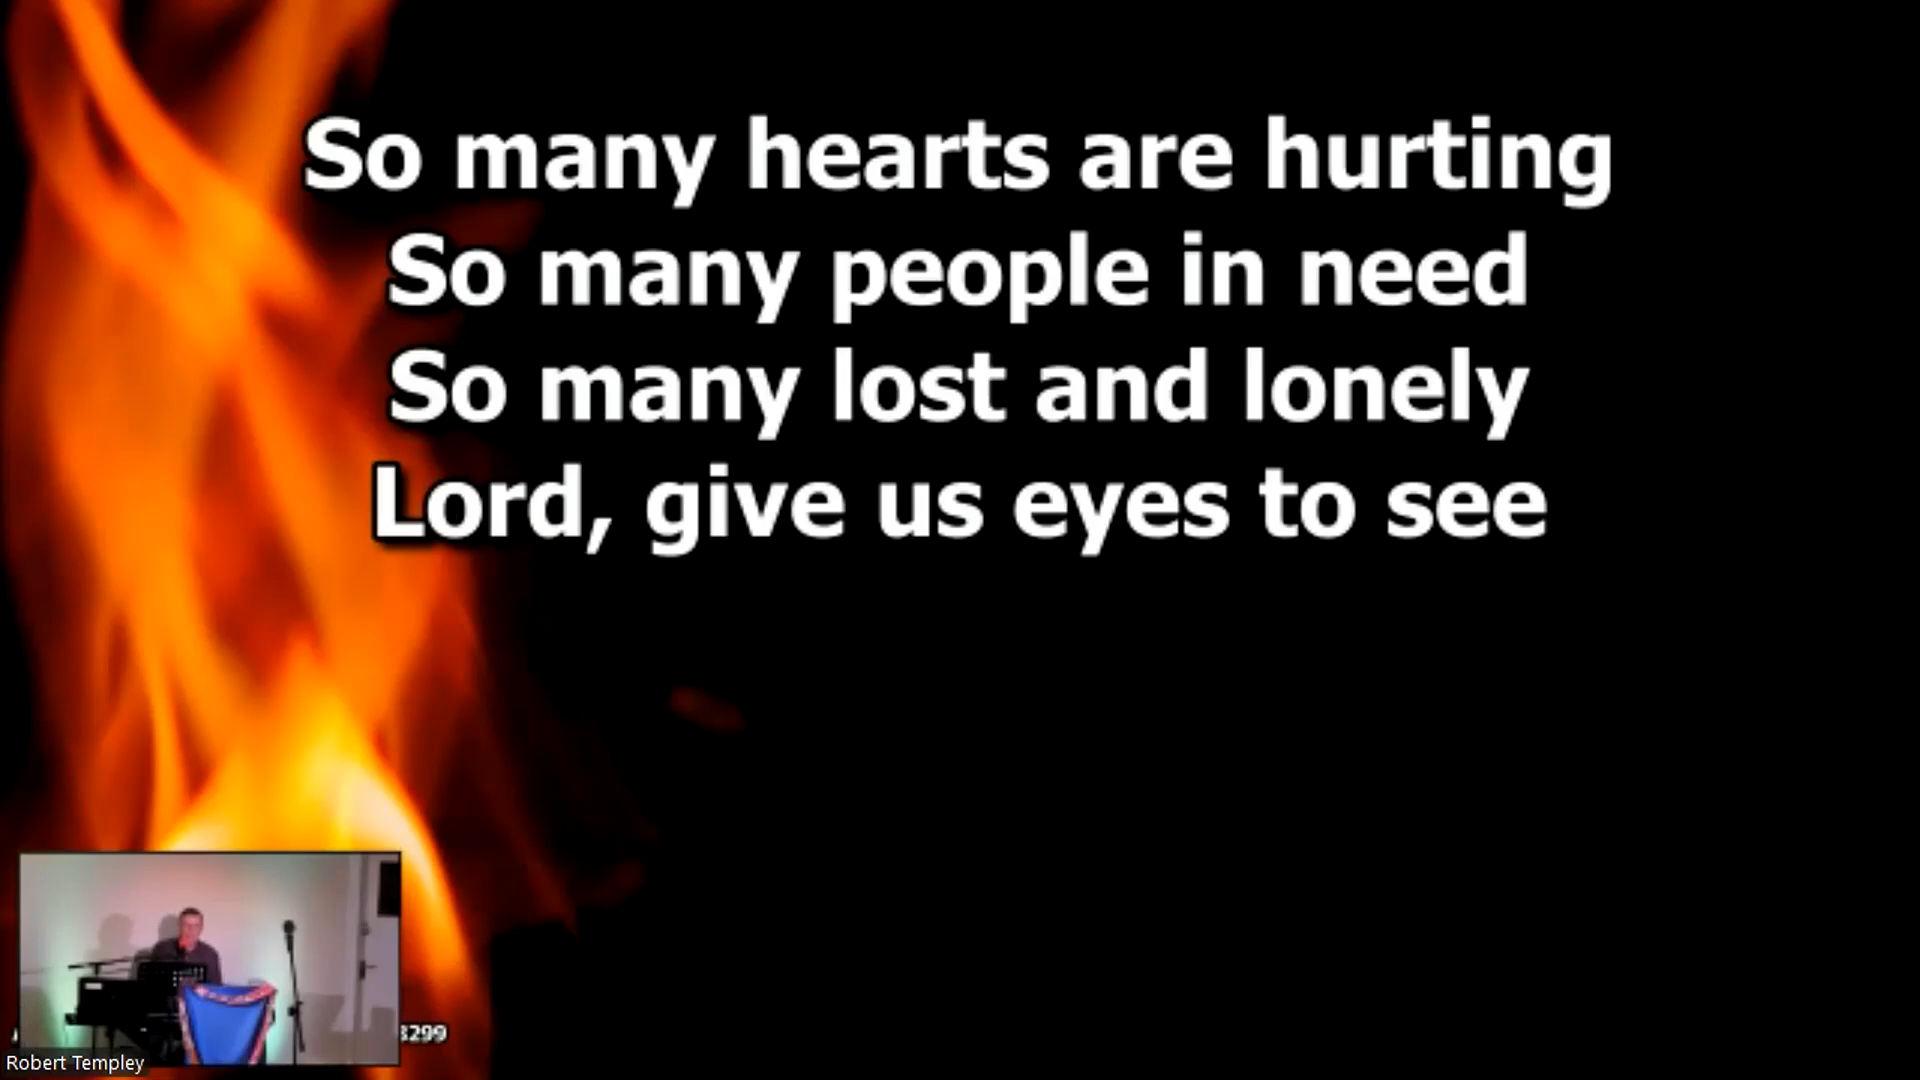 So many hearts are hurting
So many people in need
So many lost and lonely
Lord, give us eyes to see
3299
Robert Templey